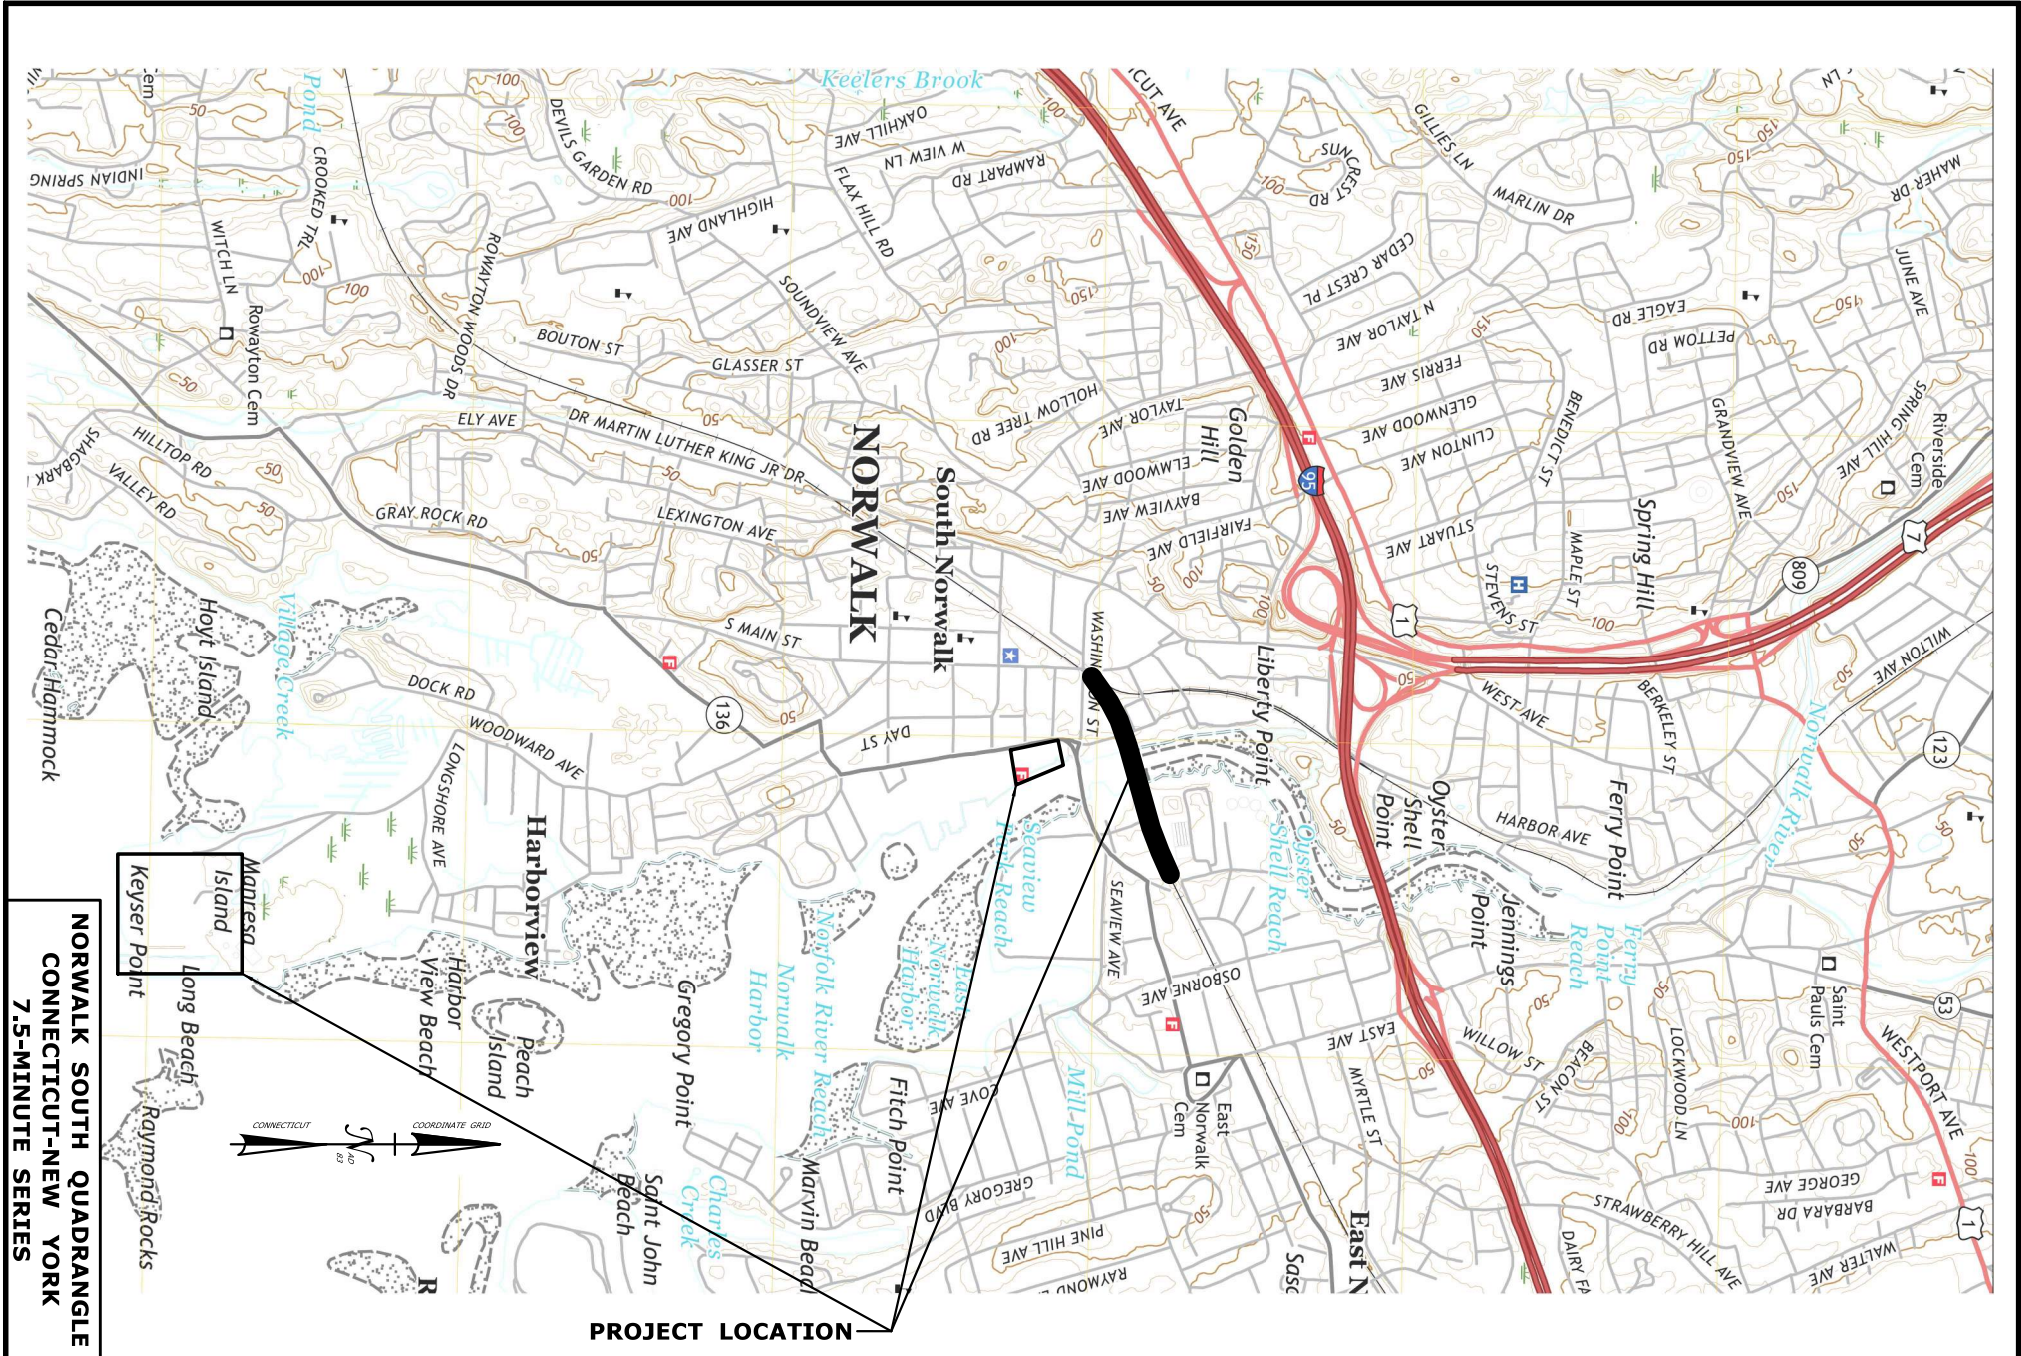 Keelers Brook
Pond
CROOKED TRL
INDIAN SPRING
WITCH LN
Rowayton Cem
DEVILS GARDEN RD
HIGHLAND AVE
OAKHILL AVE
W VIEW LN
RAMPART RD
FLAX HILL RD
ROWAYTON WOODS DR
BOUTON ST
GLASSER ST
SOUNDVIEW AVE
ELY AVE
DR MARTIN LUTHER KING JR DR
HOLLOW TREE RD
TAYLOR AVE
ELMWOOD AVE
BAYVIEW AVE
FAIRFIELD AVE
Golden
Hill
GILLIES LN
SUNCREST RD
MARLIN DR
MAHER DR
CEDAR CREST PL
N TAYLOR AVE
JUNE AVE
EAGLE RD
PETTOM RD
FERRIS AVE
GLENWOOD AVE
CLINTON AVE
BENEDICT ST
GRANDVIEW AVE
SPRING HILL AVE
Riverside
Cem
STUART AVE
STEVENS ST
MAPLE ST
Spring Hill
95
7
1
809
123
53
136
1
H
F
F
F
F
F
HILLTOP RD
VALLEY RD
GRAY ROCK RD
LEXINGTON AVE
NORWALK
South Norwalk
S MAIN ST
DAY ST
Liberty Point
WEST AVE
BERKELEY ST
WILTON AVE
Norwalk River
HARBOR AVE
Ferry Point
Oyster
Shell
Point
Oyster
Shell Reach
Jennings
Point
Ferry
Point
Reach
Cedar Hammock
Hoyt Island
Village Creek
DOCK RD
WOODWARD AVE
LONGSHORE AVE
Harborview
Manresa
Island
Keyser Point
Long Beach
Harbor
View Beach
Peach
Island
Gregory Point
Raymond Rocks
Seaview
Park Reach
East
Norwalk
Harbor
Norfolk River Reach
Norwalk
Harbor
SEAVIEW AVE
OSBORNE AVE
EAST AVE
MYRTLE ST
WILLOW ST
BEACON ST
LOCKWOOD LN
Saint
Pauls Cem
WESTPORT AVE
East
Norwalk
Cem
Mill Pond
COVE AVE
Fitch Point
GREGORY BLVD
PINE HILL AVE
Saint John
Beach
Charles
Creek
GEORGE AVE
BARBARA DR
STRAWBERRY HILL AVE
WALTER AVE
CONNECTICUT
COORDINATE GRID
PROJECT LOCATION
NORWALK SOUTH QUADRANGLE
CONNECTICUT-NEW YORK
7.5-MINUTE SERIES